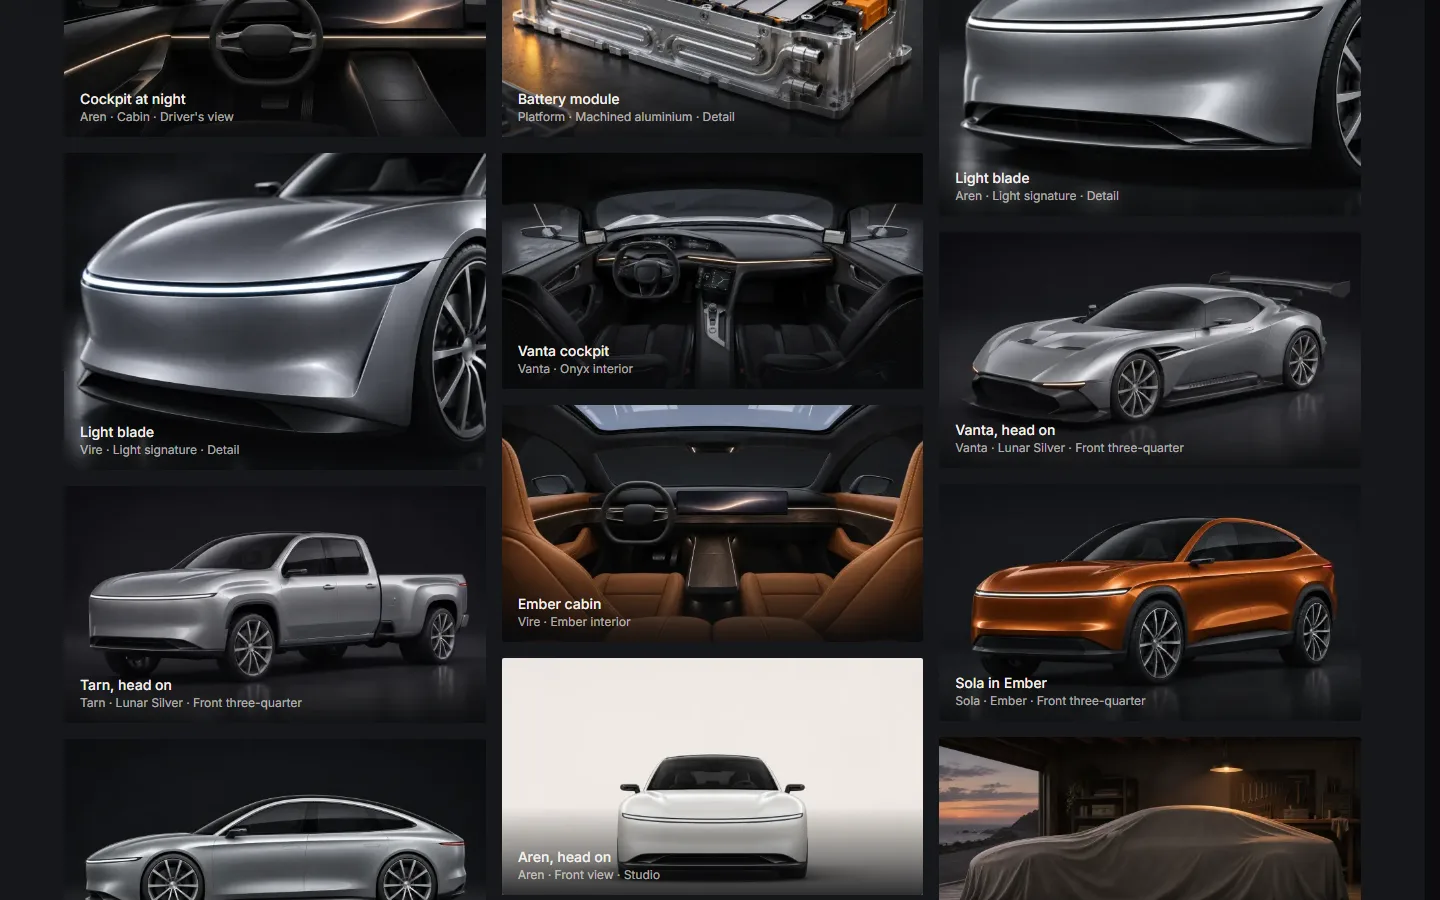 Cockpit at night
Aren · Cabin · Driver's view
Battery module
Platform · Machined aluminium · Detail
Light blade
Aren · Light signature · Detail
Vanta cockpit
Vanta · Onyx interior
Light blade
Vire · Light signature · Detail
Vanta, head on
Vanta · Lunar Silver · Front three-quarter
Ember cabin
Vire · Ember interior
Tarn, head on
Tarn · Lunar Silver · Front three-quarter
Sola in Ember
Sola · Ember · Front three-quarter
Aren, head on
Aren · Front view · Studio